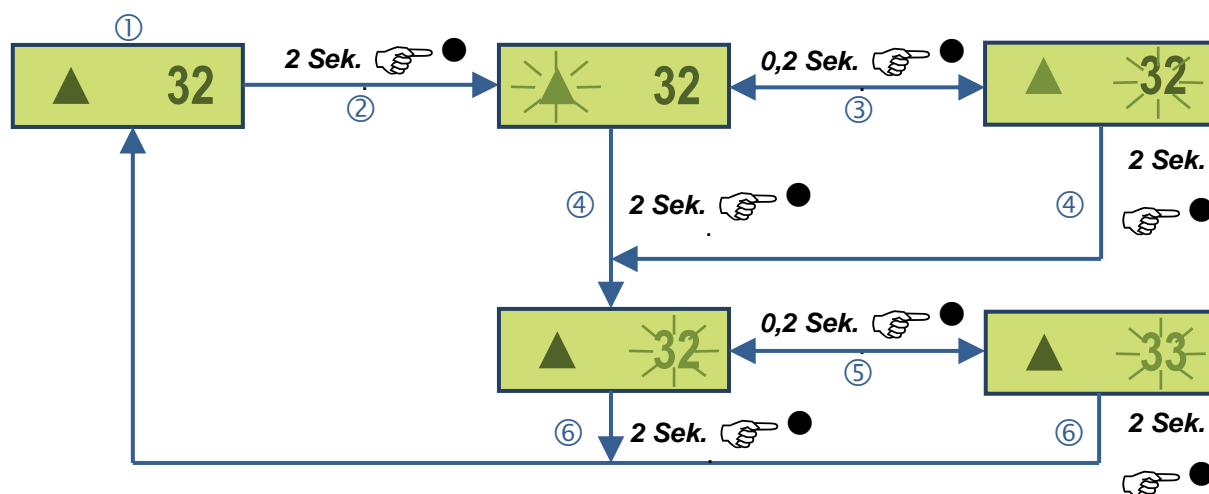 ①
2 Sek.
0,2 Sek.
32
32
32
②
③
2 Sek.
④
2 Sek.
④
0,2 Sek.
32
33
⑤
⑥
2 Sek.
⑥
2 Sek.